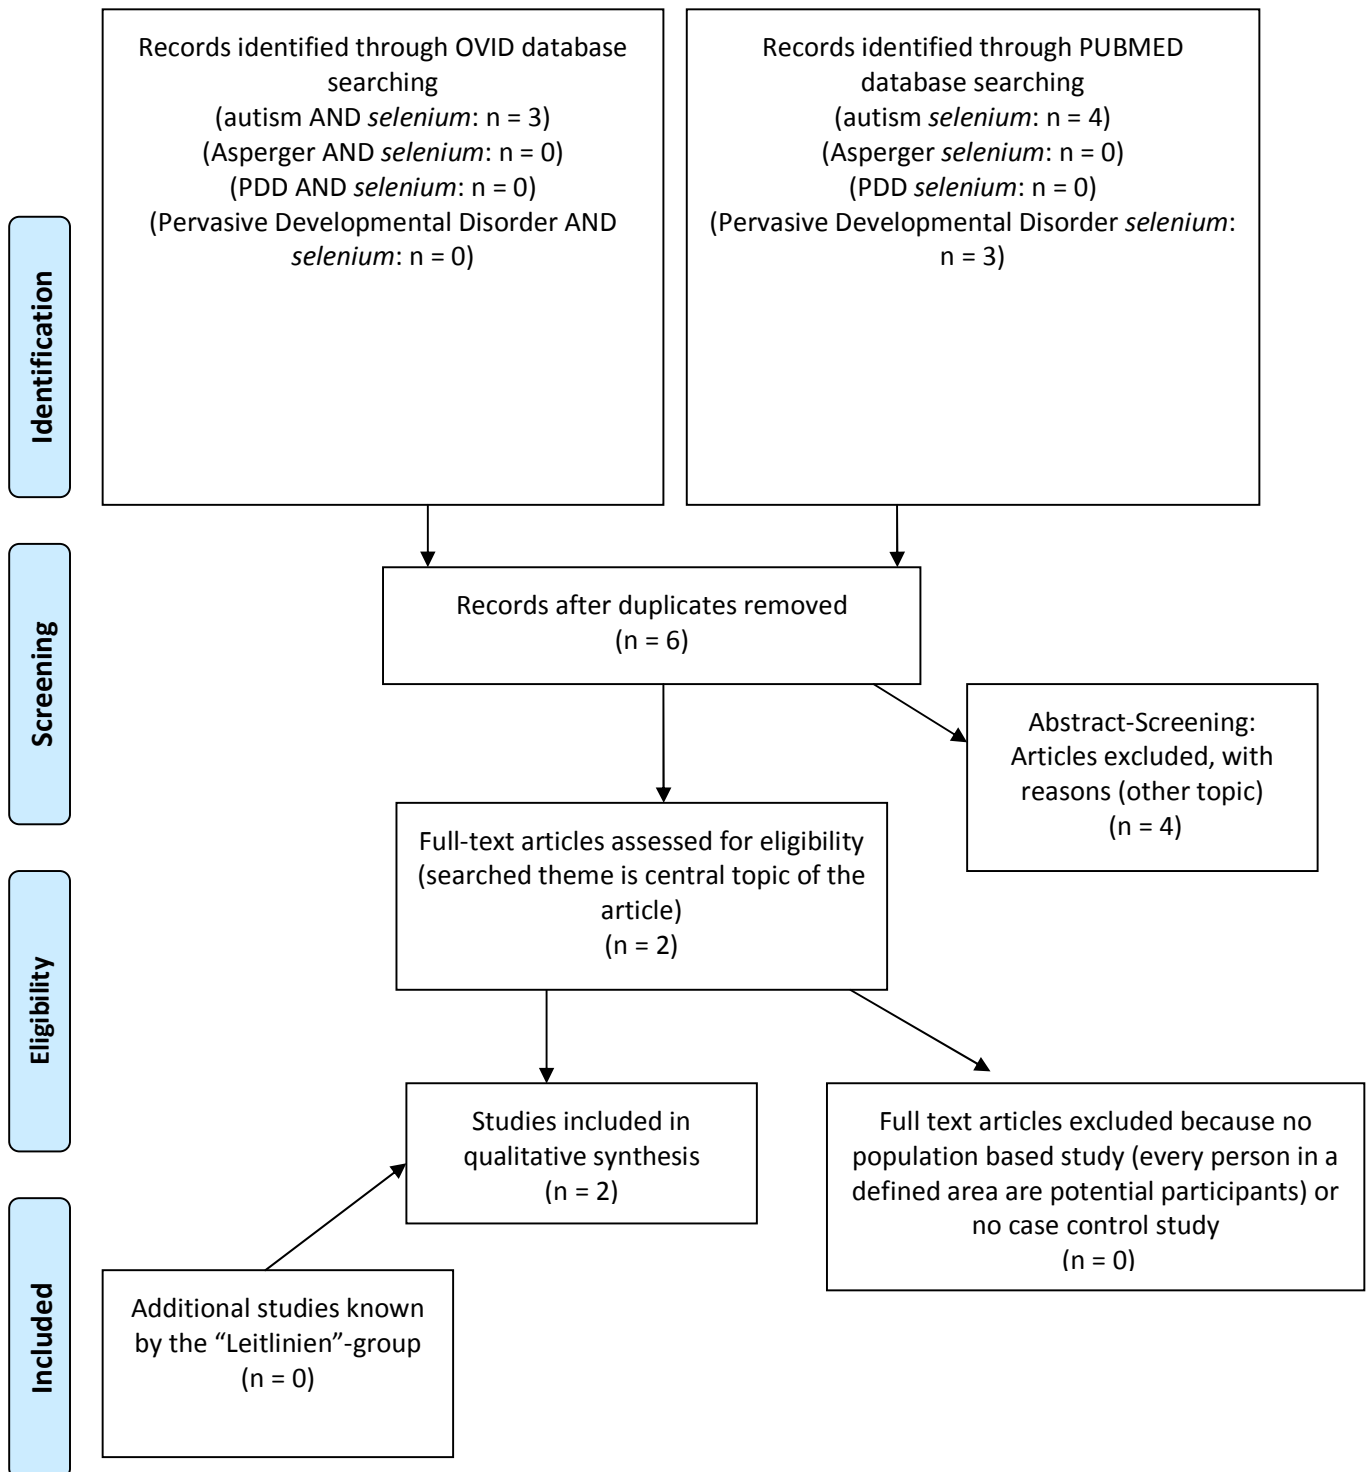 Records identified through OVID database
searching
(autism AND selenium: n = 3)
(Asperger AND selenium: n = 0)
(PDD AND selenium: n = 0)
(Pervasive Developmental Disorder AND
selenium: n = 0)
Records identified through PUBMED
database searching
(autism selenium: n = 4)
(Asperger selenium: n = 0)
(PDD selenium: n = 0)
(Pervasive Developmental Disorder selenium:
n = 3)
Identification
Records after duplicates removed
(n = 6)
Screening
Abstract-Screening:
Articles excluded, with
reasons (other topic)
(n = 4)
Full-text articles assessed for eligibility
(searched theme is central topic of the
article)
(n = 2)
Eligibility
Studies included in
qualitative synthesis
(n = 2)
Full text articles excluded because no
population based study (every person in a
defined area are potential participants) or
no case control study
(n = 0)
Included
Additional studies known
by the “Leitlinien”-group
(n = 0)